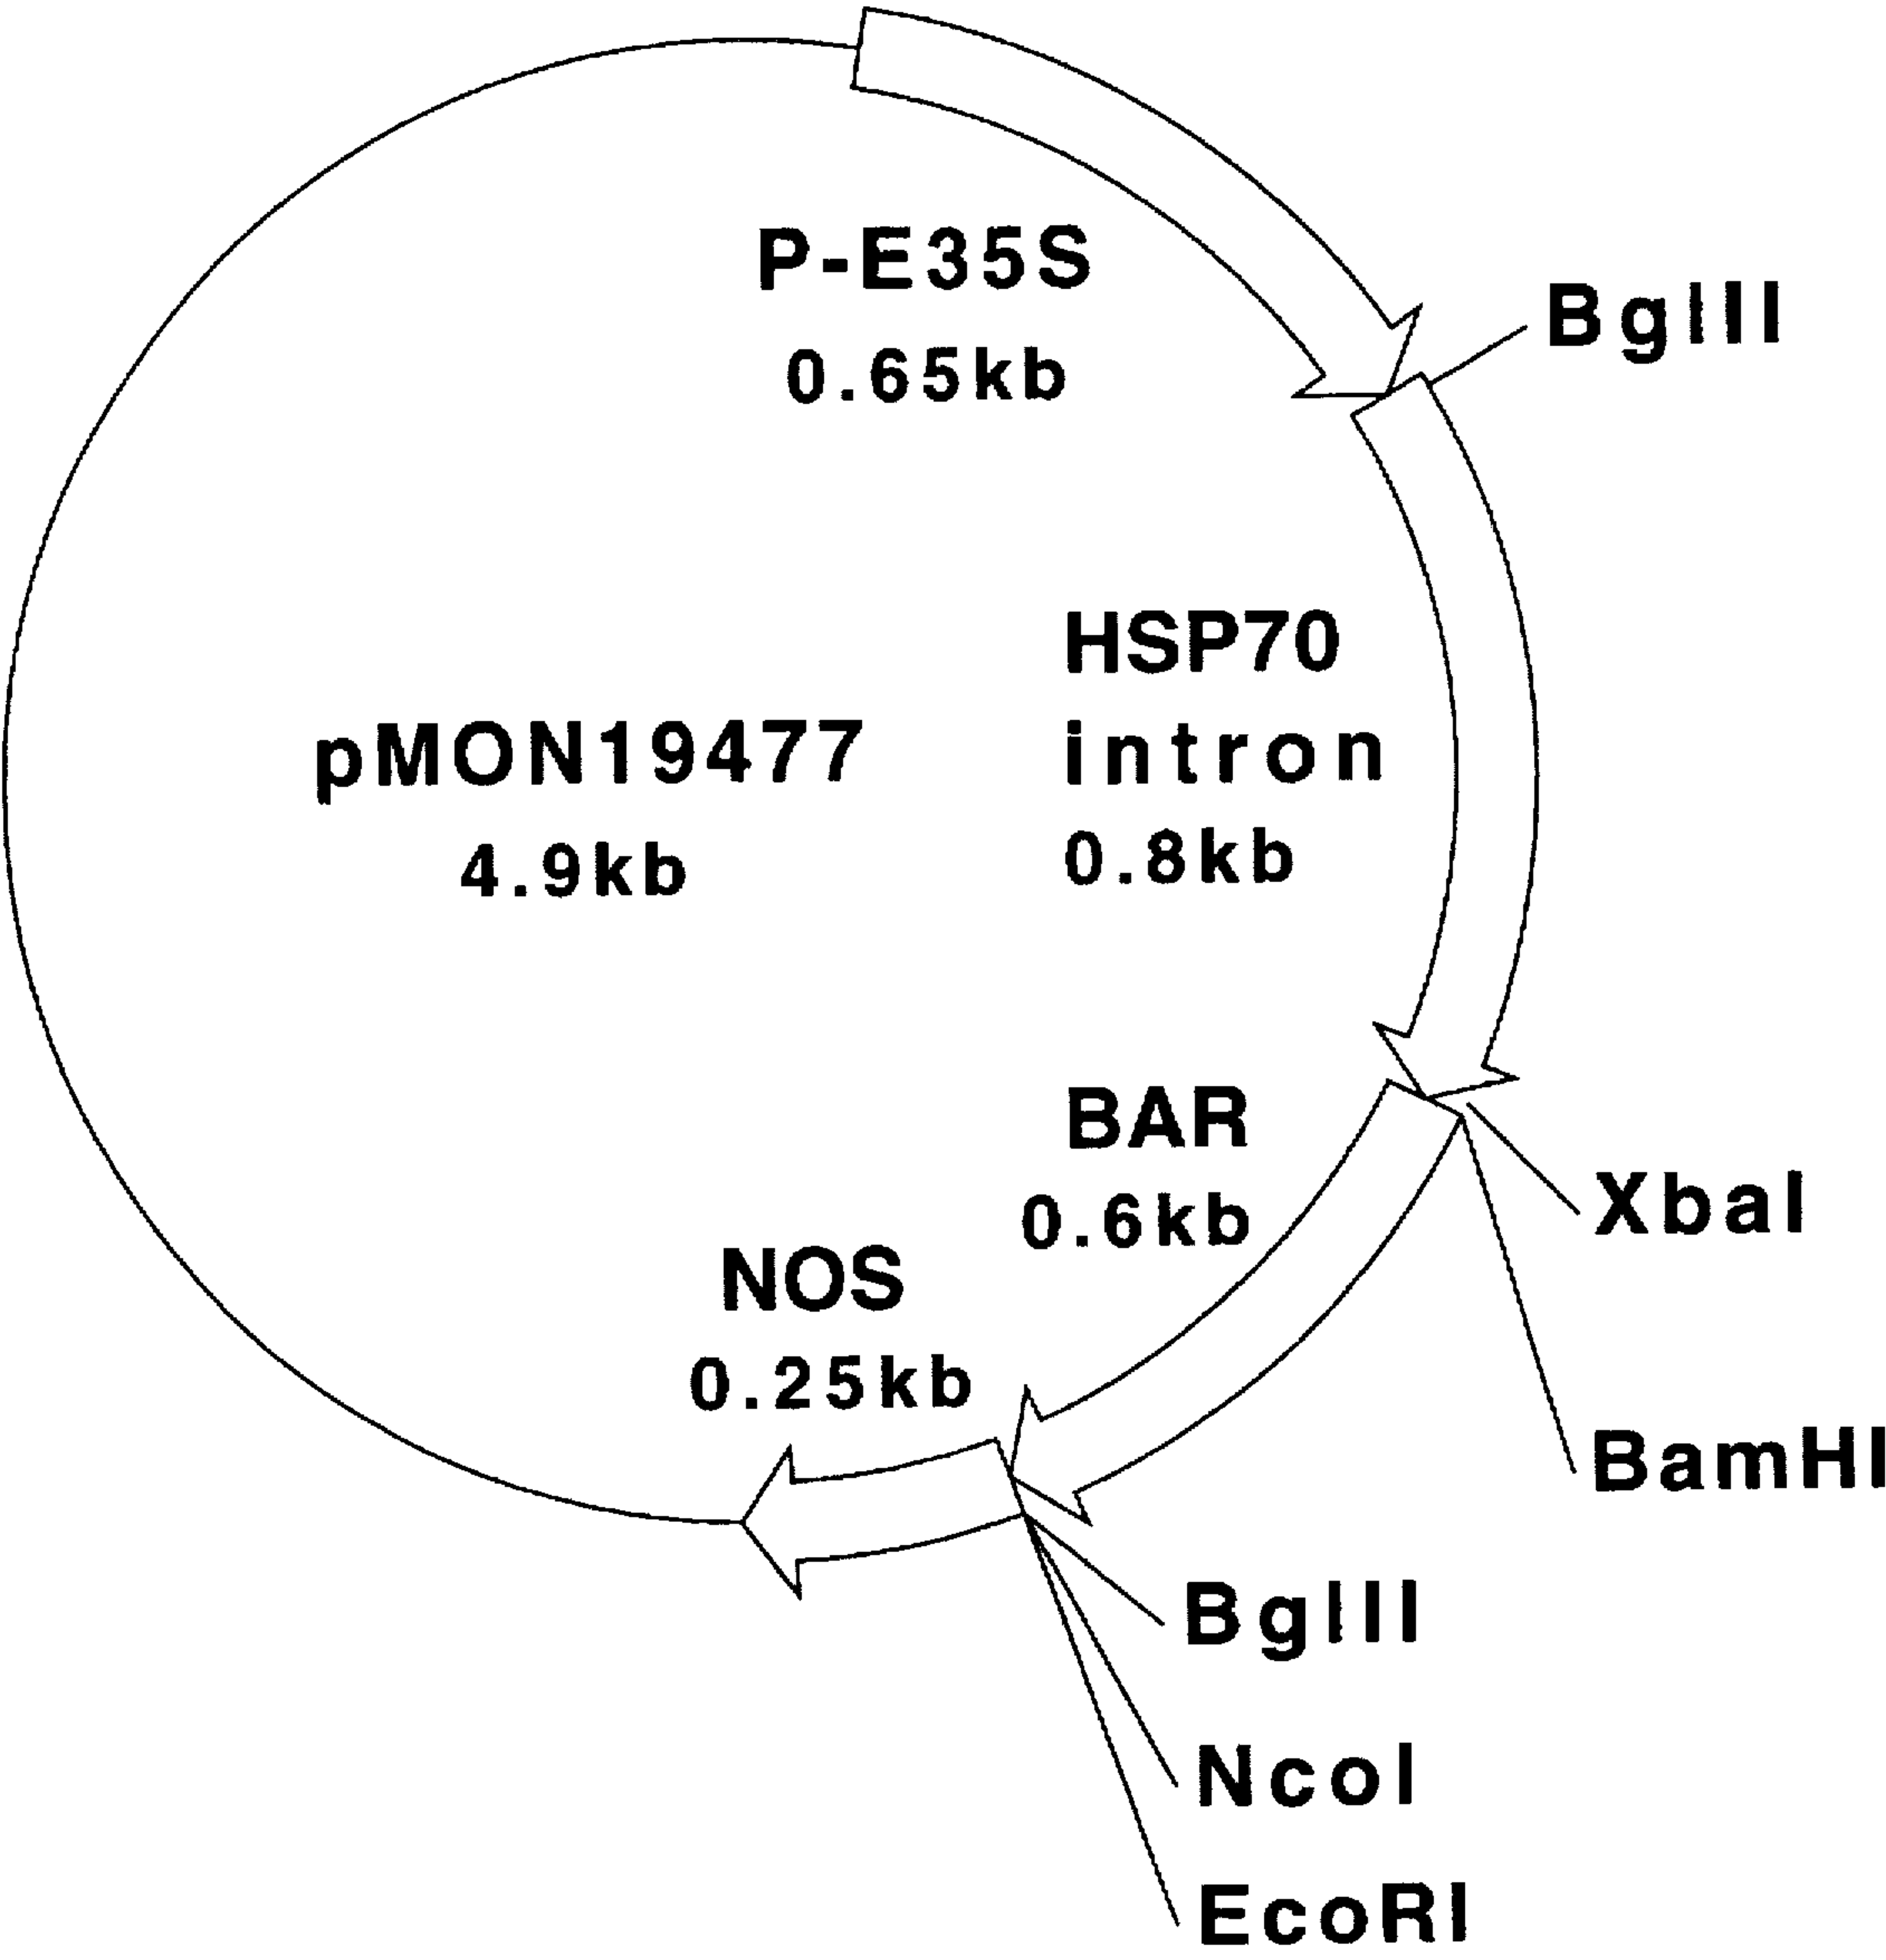 P-E35S
0.65kb
BglII
HSP70
intron
0.8kb
pMON19477
4.9kb
BAR
0.6kb
XbaI
NOS
0.25kb
BamHI
BglII
NcoI
EcoRI